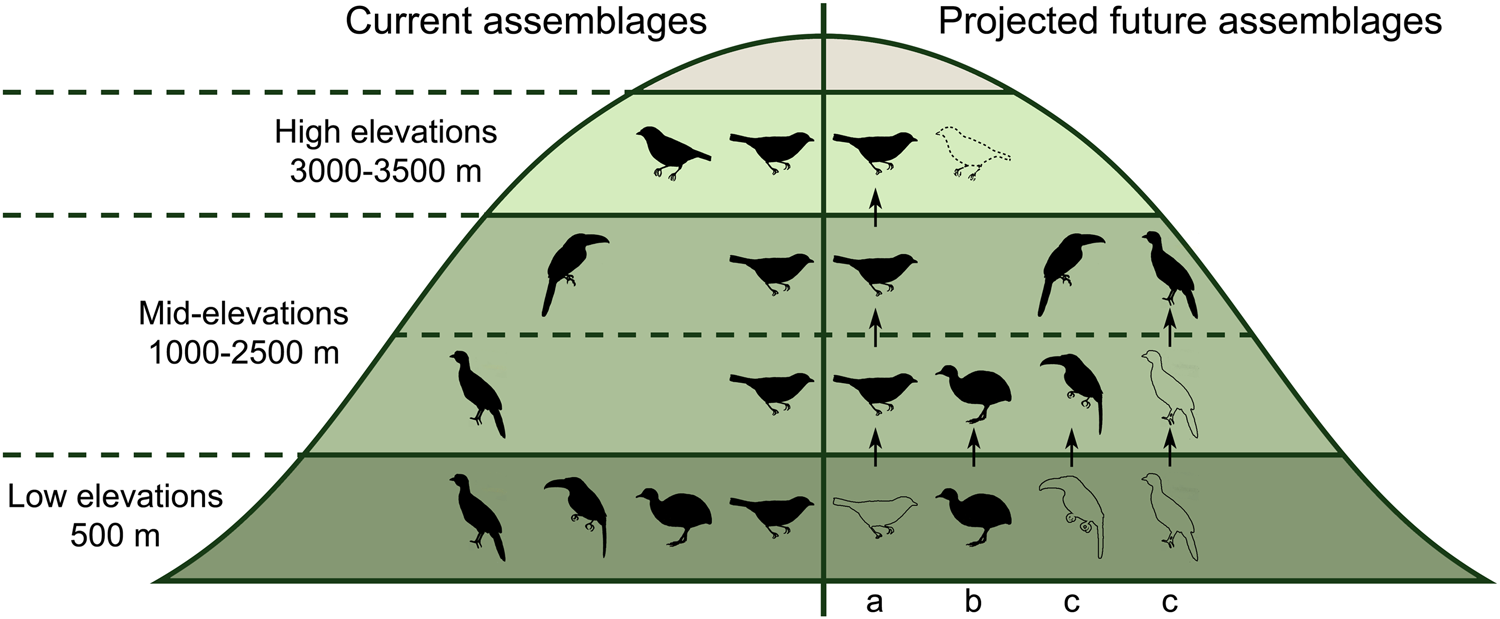 Current assemblages
Projected future assemblages
High elevations
3000-3500 m
Mid-elevations
1000-2500 m
Low elevations
500 m
a b c c